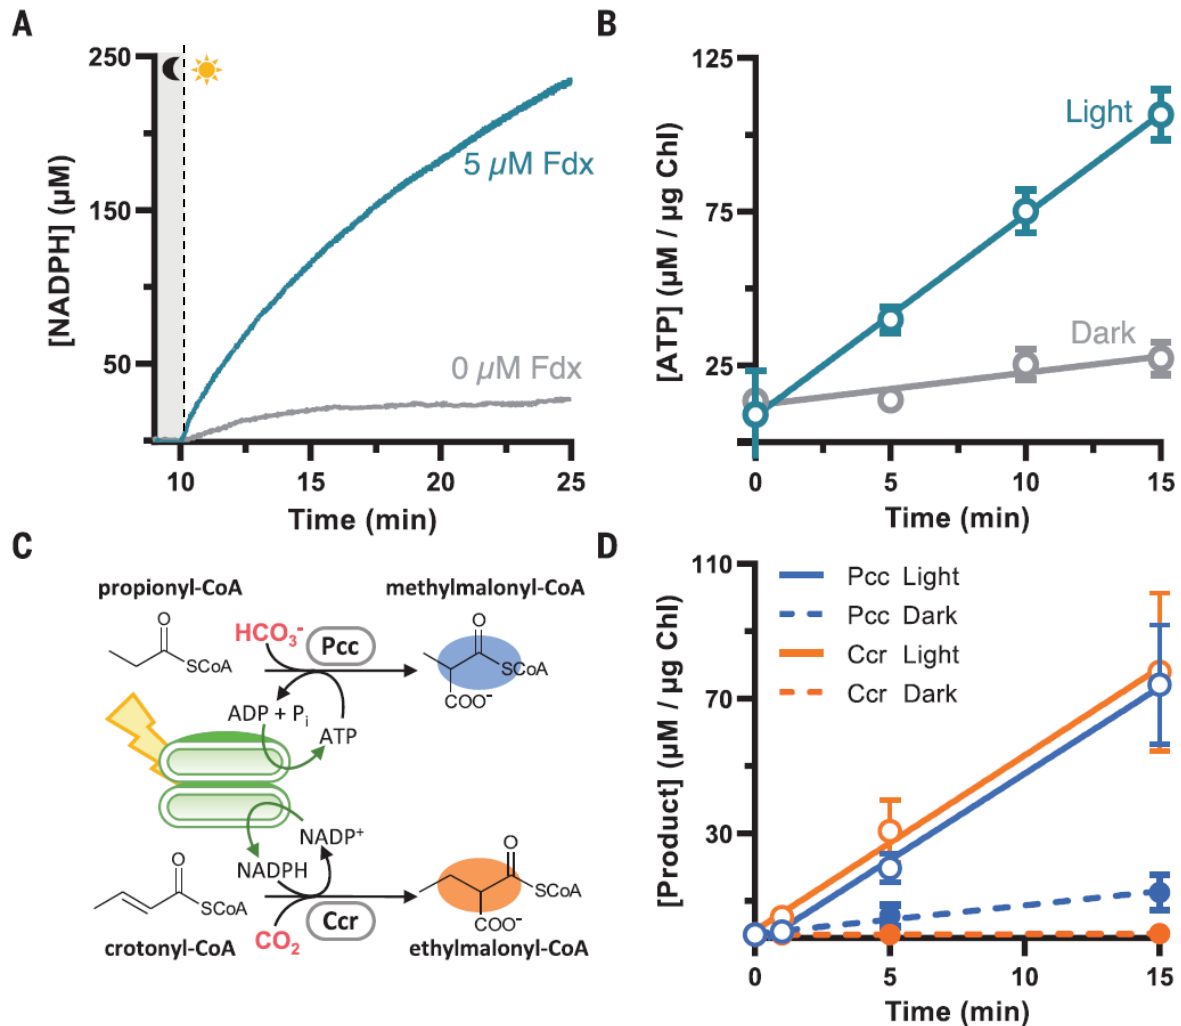 A
250
150
50
[NADPH] (µM)
5 µM Fdx
0 µM Fdx
10
15
20
25
Time (min)
B
125
75
25
[ATP] (µM / µg Chl)
Light
Dark
0
5
10
15
Time (min)
C
propionyl-CoA
methylmalonyl-CoA
O
SCoA
HCO₃⁻
Pcc
O
SCoA
COO⁻
ADP + Pᵢ
ATP
NADP⁺
NADPH
O
SCoA
crotonyl-CoA
CO₂
Ccr
O
SCoA
COO⁻
ethylmalonyl-CoA
D
110
70
30
[Product] (µM / µg Chl)
Pcc Light
Pcc Dark
Ccr Light
Ccr Dark
0
5
10
15
Time (min)